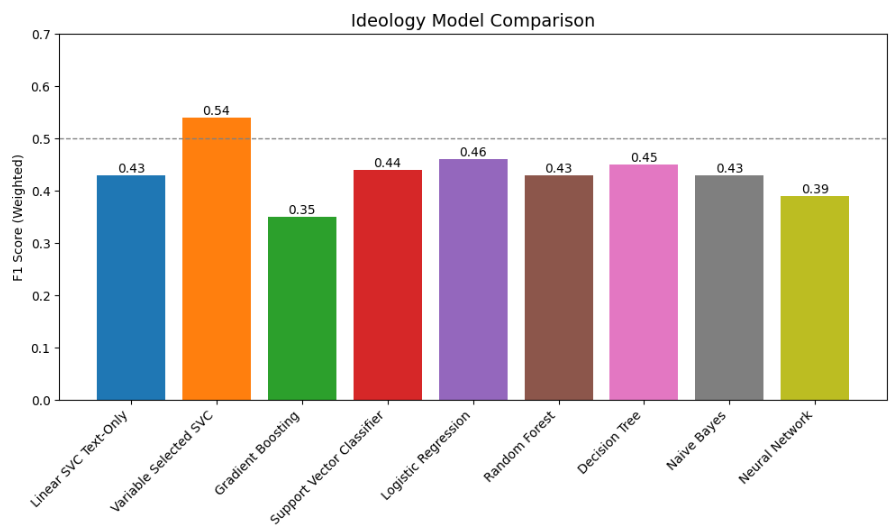 Ideology Model Comparison
F1 Score (Weighted)
0.7
0.6
0.5
0.4
0.3
0.2
0.1
0.0
0.43
0.54
0.35
0.44
0.46
0.43
0.45
0.43
0.39
Linear SVC Text-Only
Variable Selected SVC
Gradient Boosting
Support Vector Classifier
Logistic Regression
Random Forest
Decision Tree
Naive Bayes
Neural Network